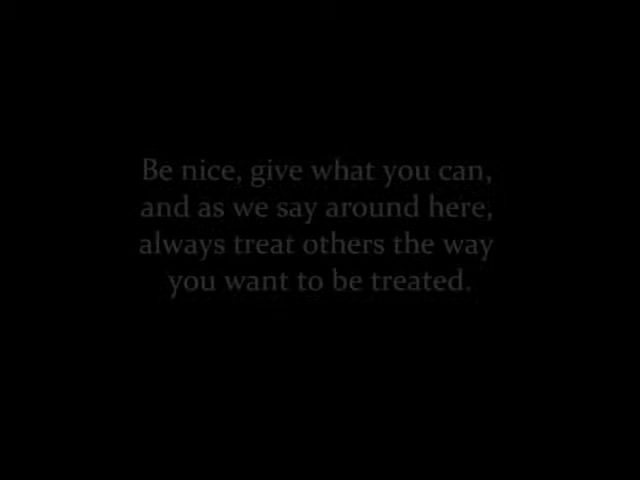 Be nice, give what you can,
and as we say around here,
always treat others the way
you want to be treated.